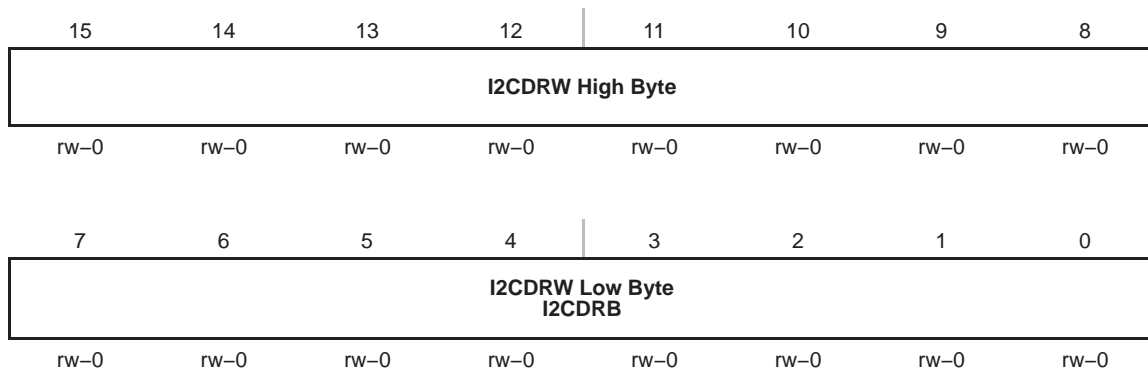 15 14 13 12 11 10 9 8
I2CDRW High Byte
rw–0 rw–0 rw–0 rw–0 rw–0 rw–0 rw–0 rw–0
7 6 5 4 3 2 1 0
I2CDRW Low Byte
I2CDRB
rw–0 rw–0 rw–0 rw–0 rw–0 rw–0 rw–0 rw–0